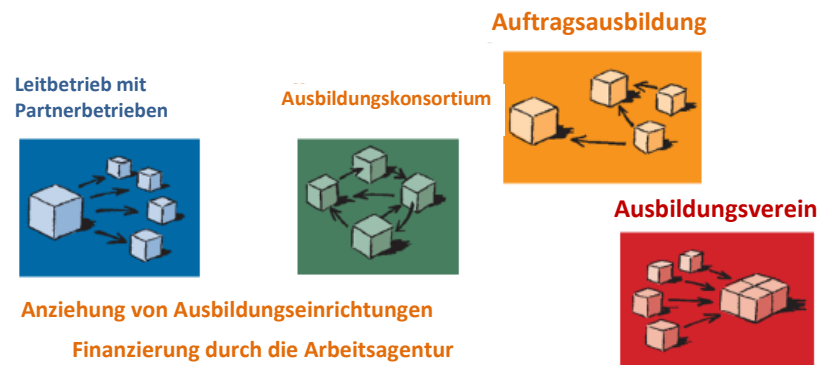 Auftragsausbildung
Leitbetrieb mit
Partnerbetrieben
Ausbildungskonsortium
Ausbildungsverein
Anziehung von Ausbildungseinrichtungen
Finanzierung durch die Arbeitsagentur